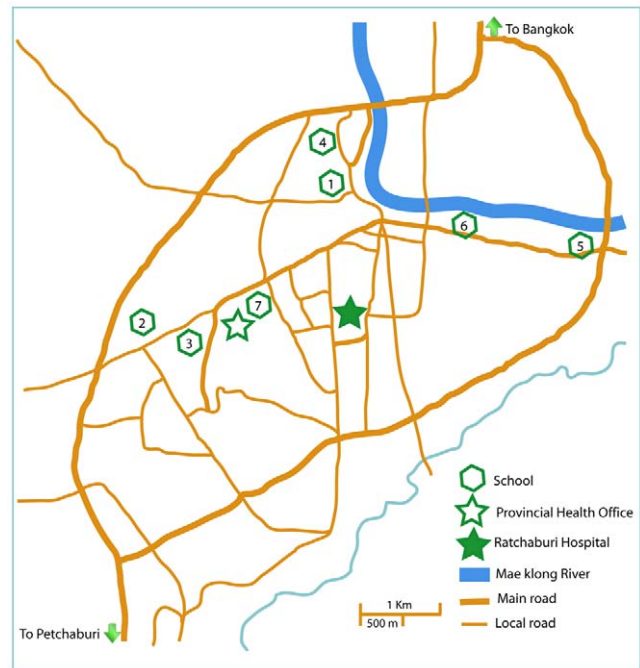 To Bangkok
4
1
6
5
7
2
3
School
Provincial Health Office
Ratchaburi Hospital
Mae klong River
1 Km
Main road
500 m
Local road
To Petchaburi